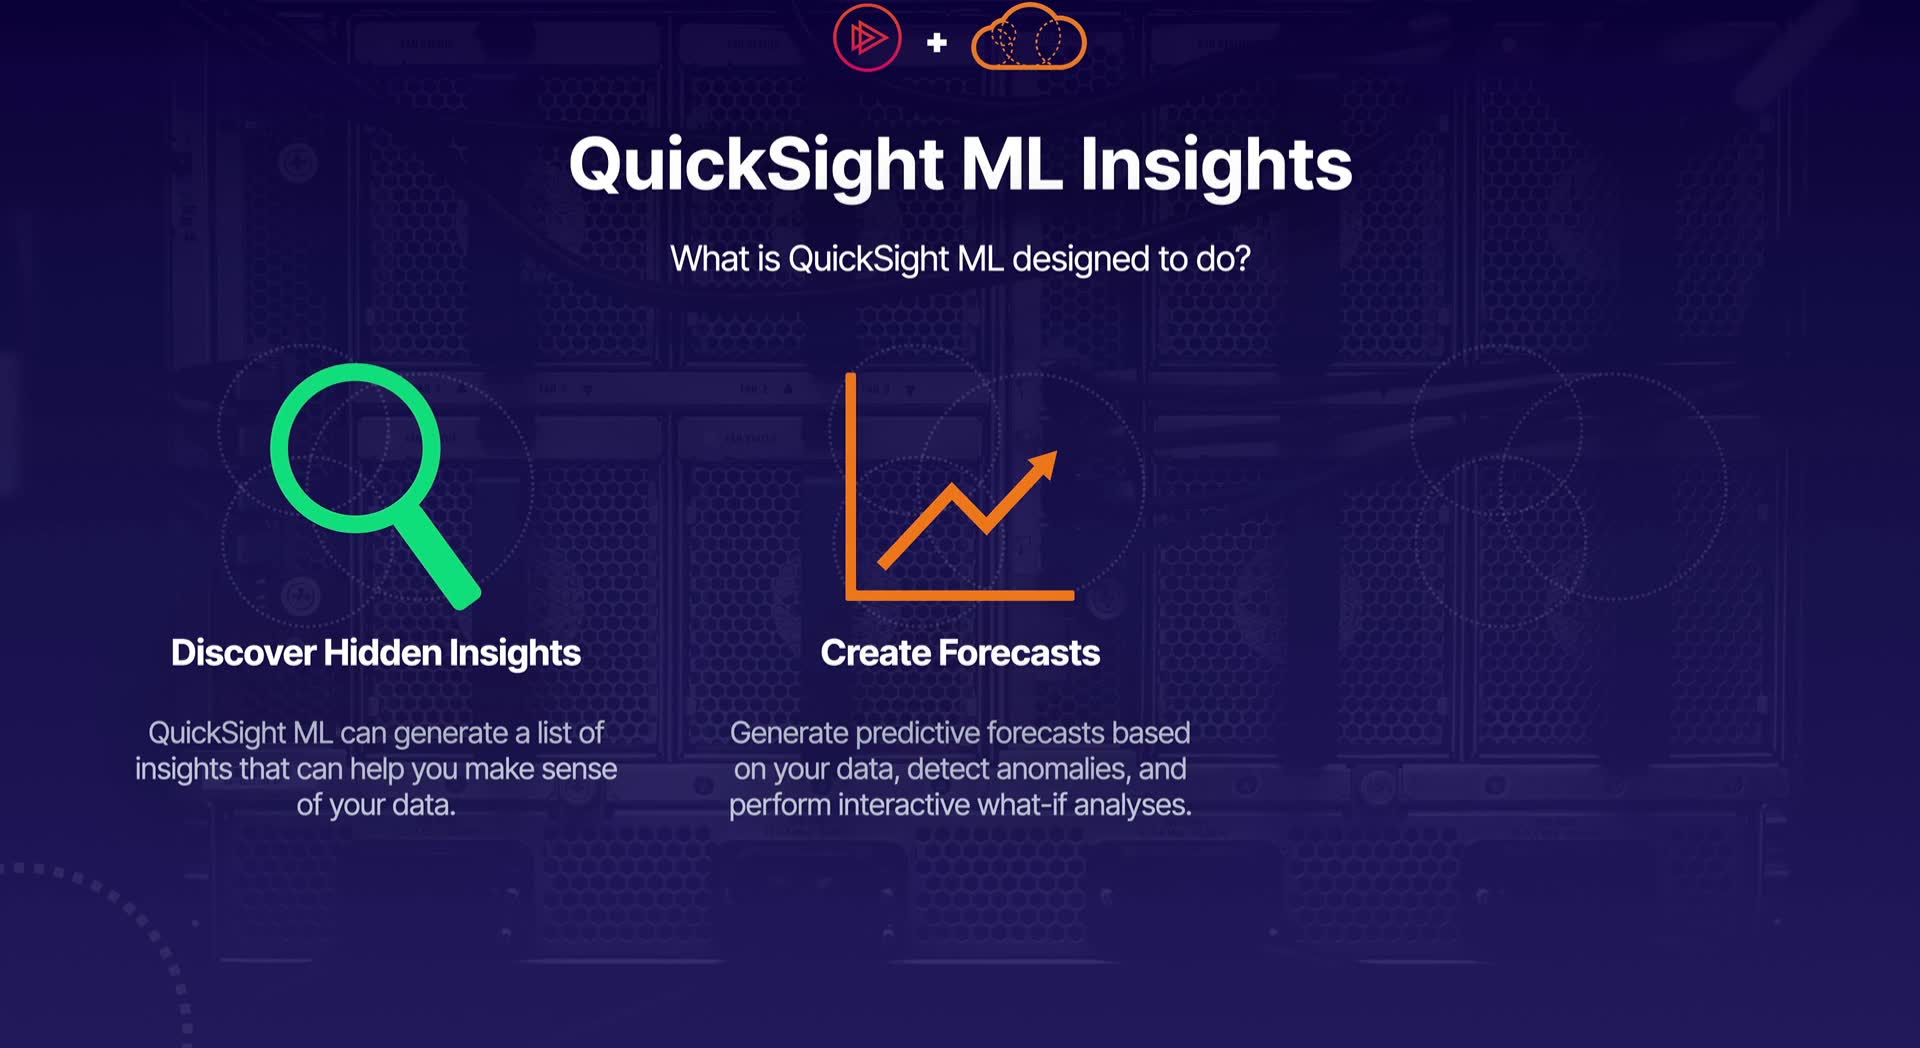 QuickSight ML Insights
What is QuickSight ML designed to do?
Discover Hidden Insights
QuickSight ML can generate a list of
insights that can help you make sense
of your data.
Create Forecasts
Generate predictive forecasts based
on your data, detect anomalies, and
perform interactive what-if analyses.